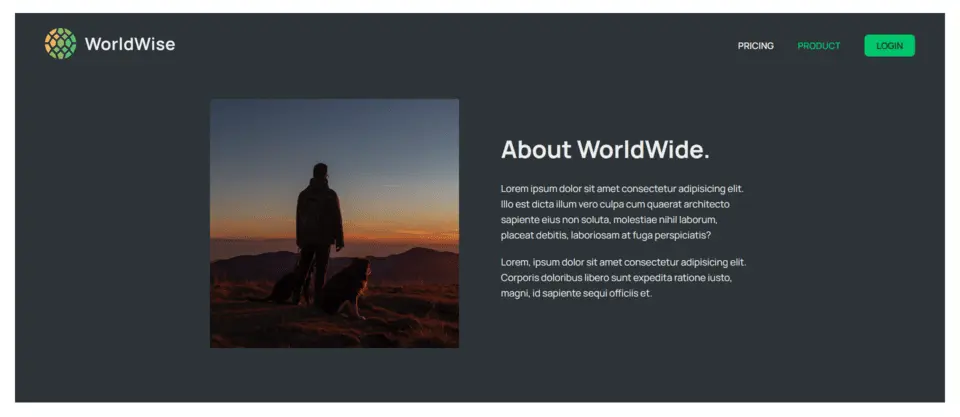 WorldWise
PRICING
PRODUCT
LOGIN
About WorldWide.
Lorem ipsum dolor sit amet consectetur adipisicing elit.
Illo est dicta illum vero culpa cum quaerat architecto
sapiente eius non soluta, molestiae nihil laborum,
placeat debitis, laboriosam at fuga perspiciatis?
Lorem, ipsum dolor sit amet consectetur adipisicing elit.
Corporis doloribus libero sunt expedita ratione iusto,
magni, id sapiente sequi officiis et.